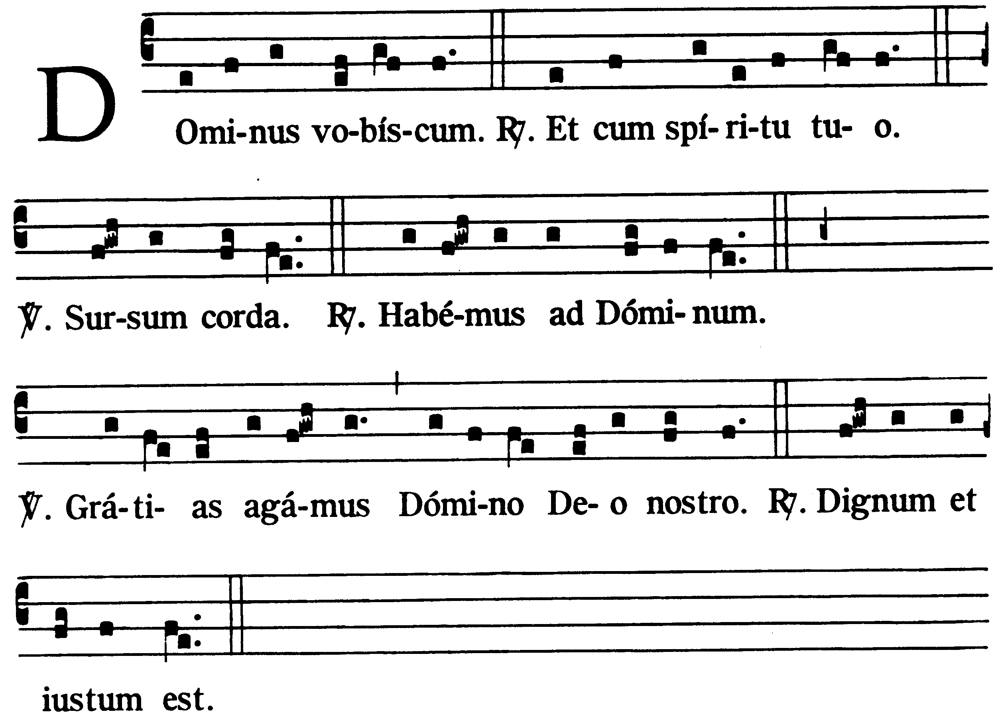 DOmi-nus vo-bís-cum. ℟. Et cum spí-ri-tu tu-o.
℣. Sur-sum corda. ℟. Habé-mus ad Dómi-num.
℣. Grá-ti-as agá-mus Dómi-no De-o nostro. ℟. Dignum et
iustum est.